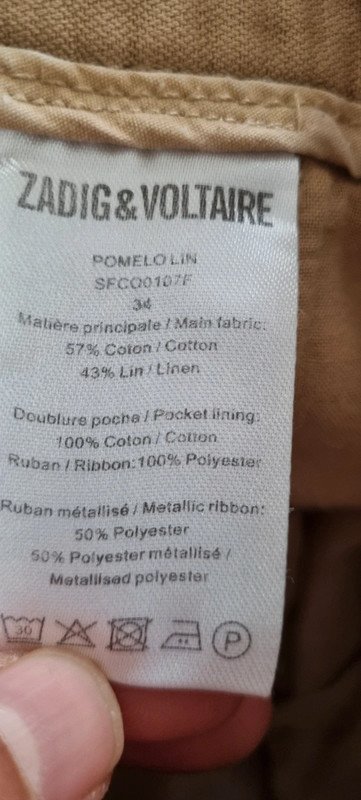 ZADIG&VOLTAIRE
POMELO LIN
SFCO0107F
34
Matière principale / Main fabric:
57% Coton / Cotton
43% Lin / Linen
Doublure poche / Pocket lining:
100% Coton / Cotton
Ruban / Ribbon:100% Polyester
Ruban métallisé / Metallic ribbon:
50% Polyester
50% Polyester métallisé /
Metallised polyester
30 P